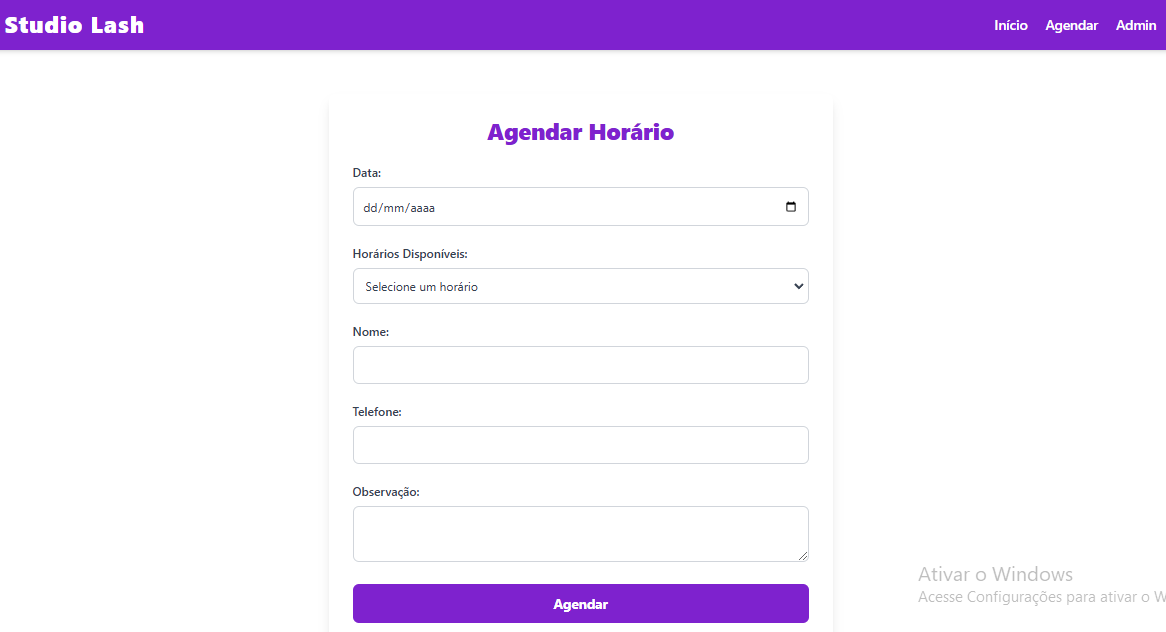 Studio Lash
Início Agendar Admin
Agendar Horário
Data:
dd/mm/aaaa
Horários Disponíveis:
Selecione um horário
Nome:
Telefone:
Observação:
Agendar
Ativar o Windows
Acesse Configurações para ativar o W